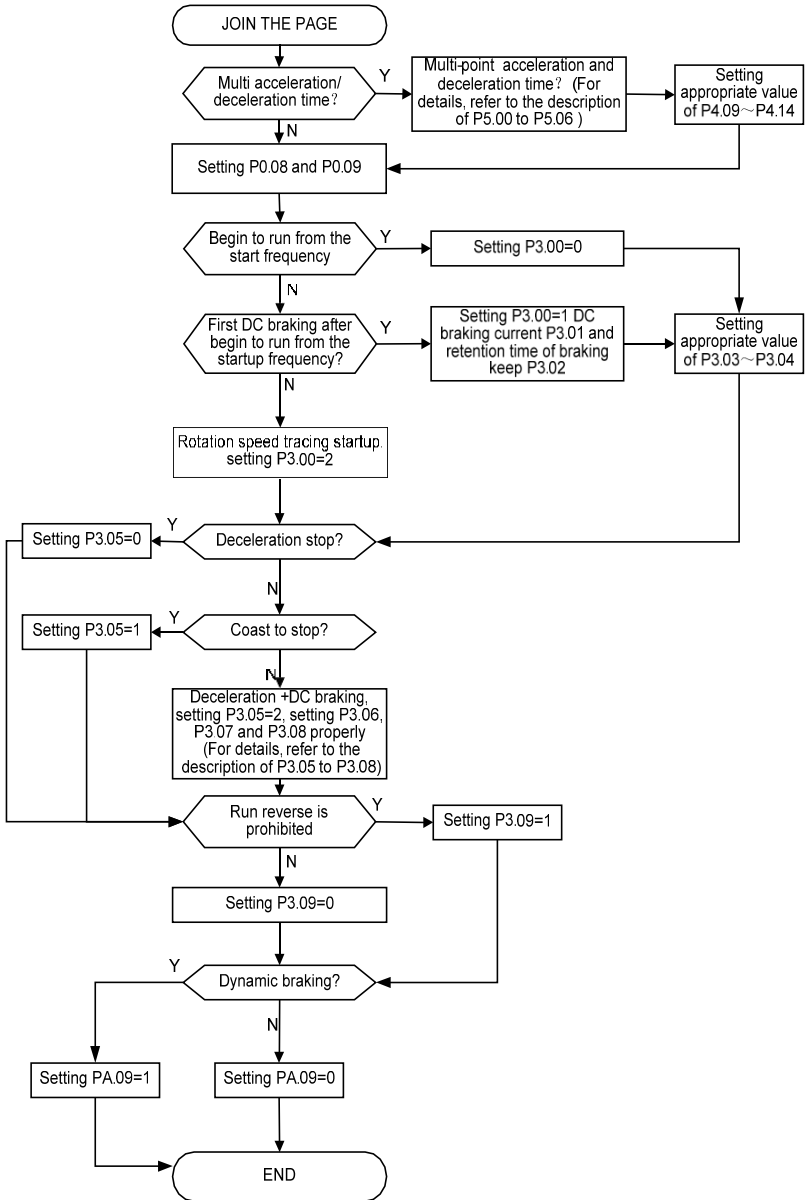 JOIN THE PAGE
Multi acceleration/
deceleration time?
Y
Multi-point acceleration and
deceleration time? (For
details, refer to the description
of P5.00 to P5.06 )
Setting
appropriate value
of P4.09～P4.14
N
Setting P0.08 and P0.09
Begin to run from the
start frequency
Y
Setting P3.00=0
N
First DC braking after
begin to run from the
startup frequency?
Y
Setting P3.00=1 DC
braking current P3.01 and
retention time of braking
keep P3.02
Setting
appropriate value
of P3.03～P3.04
N
Rotation speed tracing startup.
setting P3.00=2
Deceleration stop?
Y
Setting P3.05=0
N
Coast to stop?
Y
Setting P3.05=1
N
Deceleration +DC braking,
setting P3.05=2, setting P3.06,
P3 07 and P3.08 properly
(For details, refer to the
description of P3.05 to P3.08)
Run reverse is
prohibited
Y
Setting P3.09=1
N
Setting P3.09=0
Dynamic braking?
Y
N
Setting PA.09=1
Setting PA.09=0
END